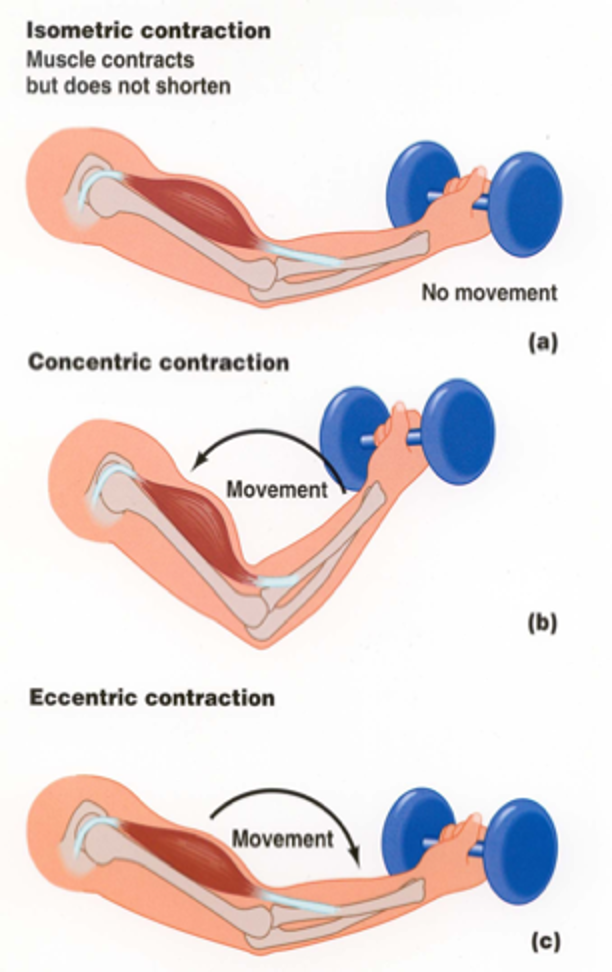 Isometric contraction
Muscle contracts
but does not shorten
No movement
(a)
Concentric contraction
Movement
(b)
Eccentric contraction
Movement
(c)